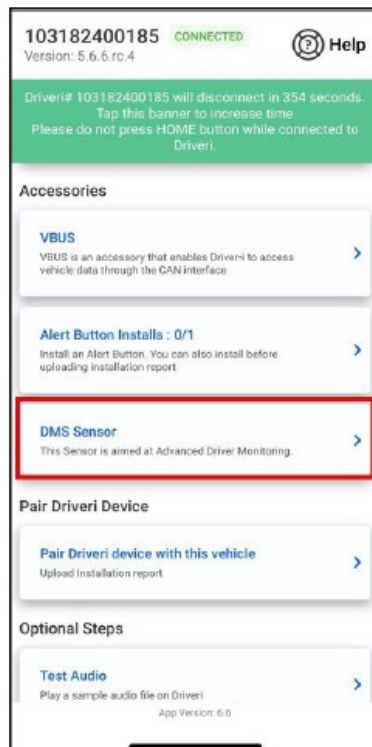 103182400185 CONNECTED
Help
Version: 5.6.6.rc.4
Driveri# 103182400185 will disconnect in 354 seconds.
Tap this banner to increase time.
Please do not press HOME button while connected to
Driveri.
Accessories
VBUS
VBUS is an accessory that enables Driver-i to access
vehicle data through the CAN interface
Alert Button Installs : 0/1
Install an Alert Button. You can also install before
uploading installation report
DMS Sensor
This Sensor is aimed at Advanced Driver Monitoring.
Pair Driveri Device
Pair Driveri device with this vehicle
Upload Installation report
Optional Steps
Test Audio
Play a sample audio file on Driveri
App Version: 6.6